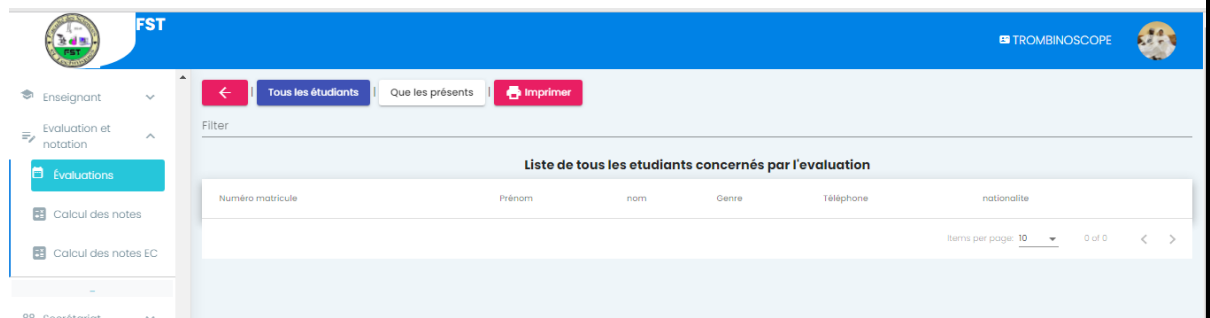 FST
TROMBINOSCOPE
Enseignant
Evaluation et
notation
Évaluations
Calcul des notes
Calcul des notes EC
Tous les étudiants | Que les présents | Imprimer
Filter
Liste de tous les etudiants concernés par l'evaluation
Numéro matricule Prénom nom Genre Téléphone nationalite
Items per page: 10 0 of 0